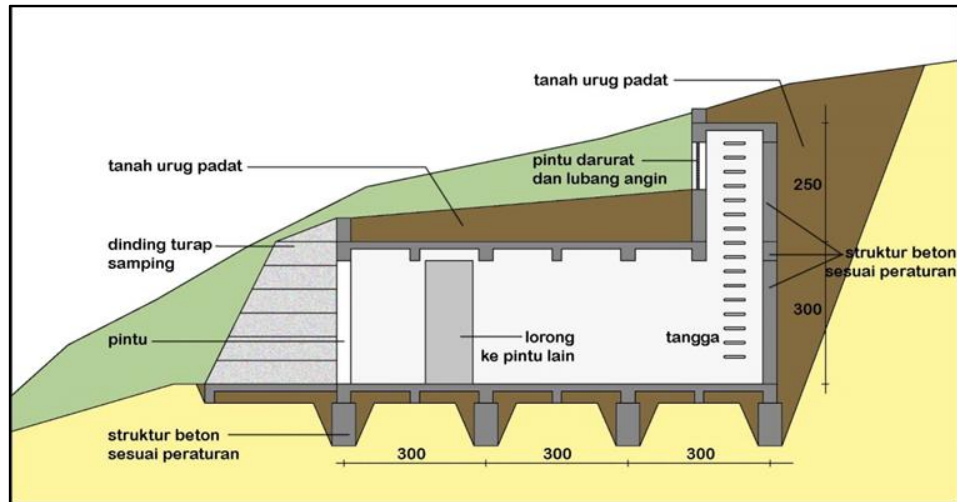 tanah urug padat
tanah urug padat
pintu darurat
dan lubang angin
250
dinding turap
samping
struktur beton
sesuai peraturan
300
pintu
lorong
ke pintu lain
tangga
struktur beton
sesuai peraturan
300
300
300